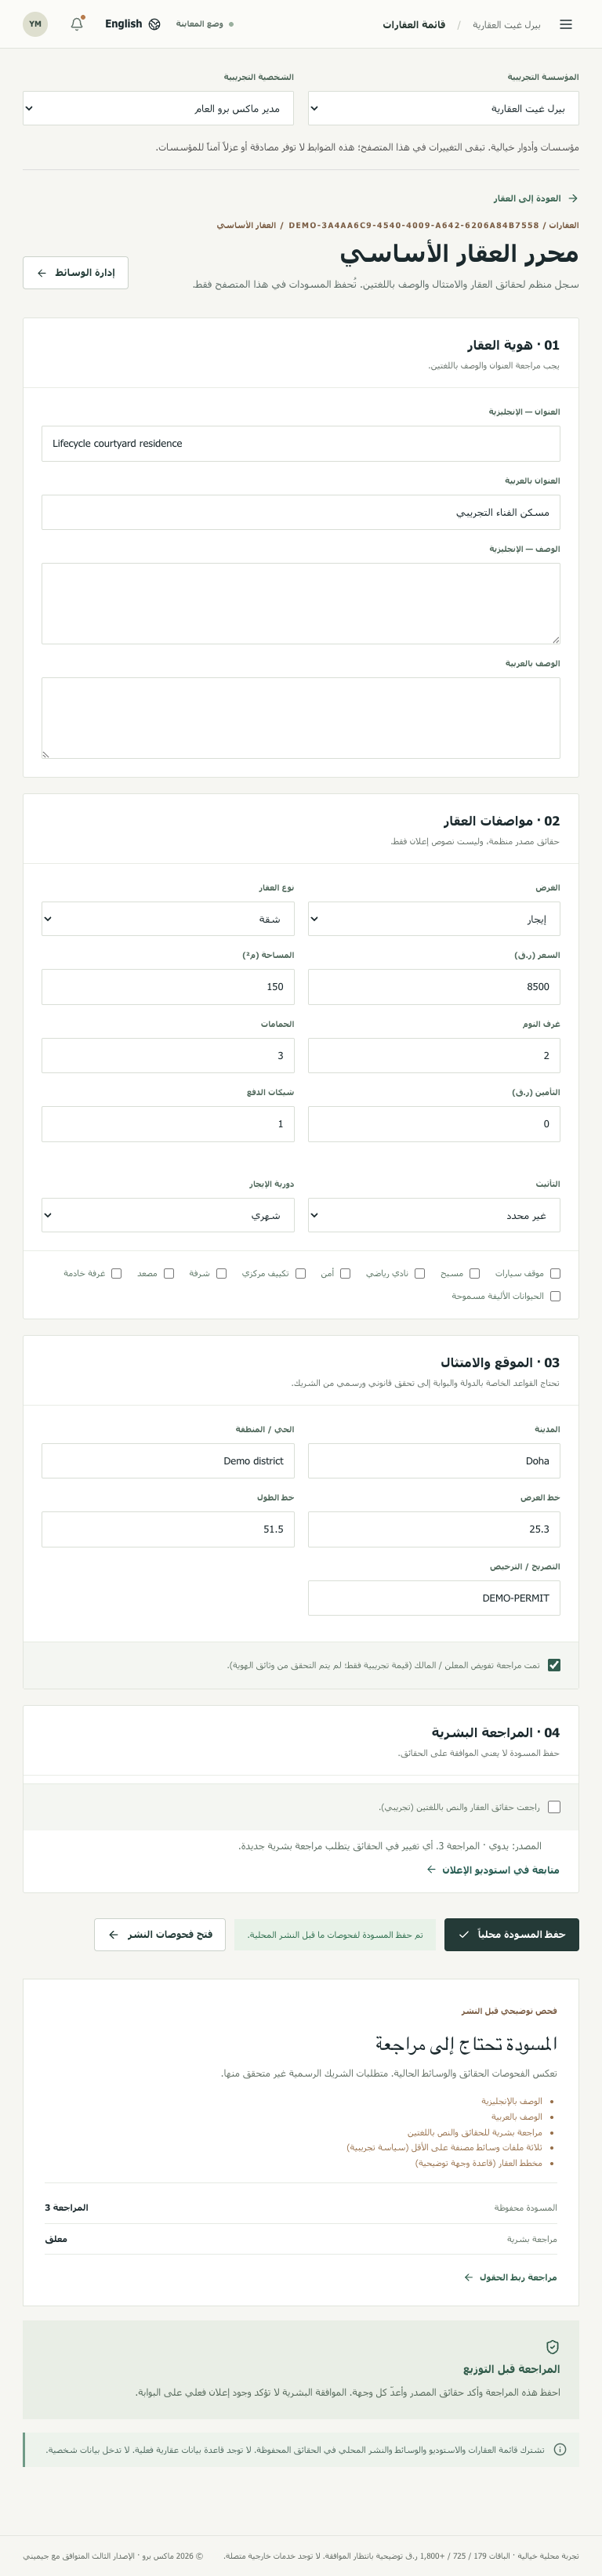 بيرل غيت العقارية / قائمة العقارات
وضع المعاينة
English
YM
المؤسسة التجريبية
بيرل غيت العقارية
الشخصية التجريبية
مدير ماكس برو العام
مؤسسات وأدوار خيالية. تبقى التغييرات في هذا المتصفح؛ هذه الضوابط لا توفر مصادقة أو عزلاً آمناً للمؤسسات.
العودة إلى العقار
العقارات / DEMO-3A4AA6C9-4540-4009-A642-6206A84B7558 / العقار الأساسي
محرر العقار الأساسي
سجل منظم لحقائق العقار والامتثال والوصف باللغتين. تُحفظ المسودات في هذا المتصفح فقط.
إدارة الوسائط
01 · هوية العقار
يجب مراجعة العنوان والوصف باللغتين.
العنوان — الإنجليزية
Lifecycle courtyard residence
العنوان بالعربية
مسكن الفناء التجريبي
الوصف — الإنجليزية
الوصف بالعربية
02 · مواصفات العقار
حقائق مصدر منظمة، وليست نصوص إعلان فقط.
الغرض
إيجار
نوع العقار
شقة
السعر (ر.ق)
8500
المساحة (م²)
150
غرف النوم
2
الحمامات
3
التأمين (ر.ق)
0
شيكات الدفع
1
التأثيث
غير محدد
دورية الإيجار
شهري
موقف سيارات
مسبح
نادي رياضي
أمن
تكييف مركزي
شرفة
مصعد
غرفة خادمة
الحيوانات الأليفة مسموحة
03 · الموقع والامتثال
تحتاج القواعد الخاصة بالدولة والبوابة إلى تحقق قانوني ورسمي من الشريك.
المدينة
Doha
الحي / المنطقة
Demo district
خط العرض
25.3
خط الطول
51.5
التصريح / الترخيص
DEMO-PERMIT
تمت مراجعة تفويض المعلن / المالك (قيمة تجريبية فقط؛ لم يتم التحقق من وثائق الهوية).
04 · المراجعة البشرية
حفظ المسودة لا يعني الموافقة على الحقائق.
راجعت حقائق العقار والنص باللغتين (تجريبي).
المصدر: يدوي · المراجعة 3. أي تغيير في الحقائق يتطلب مراجعة بشرية جديدة.
متابعة في استوديو الإعلان
حفظ المسودة محلياً
تم حفظ المسودة لفحوصات ما قبل النشر المحلية.
فتح فحوصات النشر
فحص توضيحي قبل النشر
المسودة تحتاج إلى مراجعة
تعكس الفحوصات الحقائق والوسائط الحالية. متطلبات الشريك الرسمية غير متحقق منها.
الوصف بالإنجليزية
الوصف بالعربية
مراجعة بشرية للحقائق والنص باللغتين
ثلاثة ملفات وسائط مصنفة على الأقل (سياسة تجريبية)
مخطط العقار (قاعدة وجهة توضيحية)
المسودة محفوظة
المراجعة 3
مراجعة بشرية
معلق
مراجعة ربط الحقول
المراجعة قبل التوزيع
احفظ هذه المراجعة وأكد حقائق المصدر وأعدّ كل وجهة. الموافقة البشرية لا تؤكد وجود إعلان فعلي على البوابة.
تشترك قائمة العقارات والاستوديو والوسائط والنشر المحلي في الحقائق المحفوظة. لا توجد قاعدة بيانات عقارية فعلية. لا تدخل بيانات شخصية.
تجربة محلية خيالية · الباقات 179 / 725 / 1,800+ ر.ق توضيحية بانتظار الموافقة. لا توجد خدمات خارجية متصلة.
© 2026 ماكس برو · الإصدار الثالث المتوافق مع جيميني